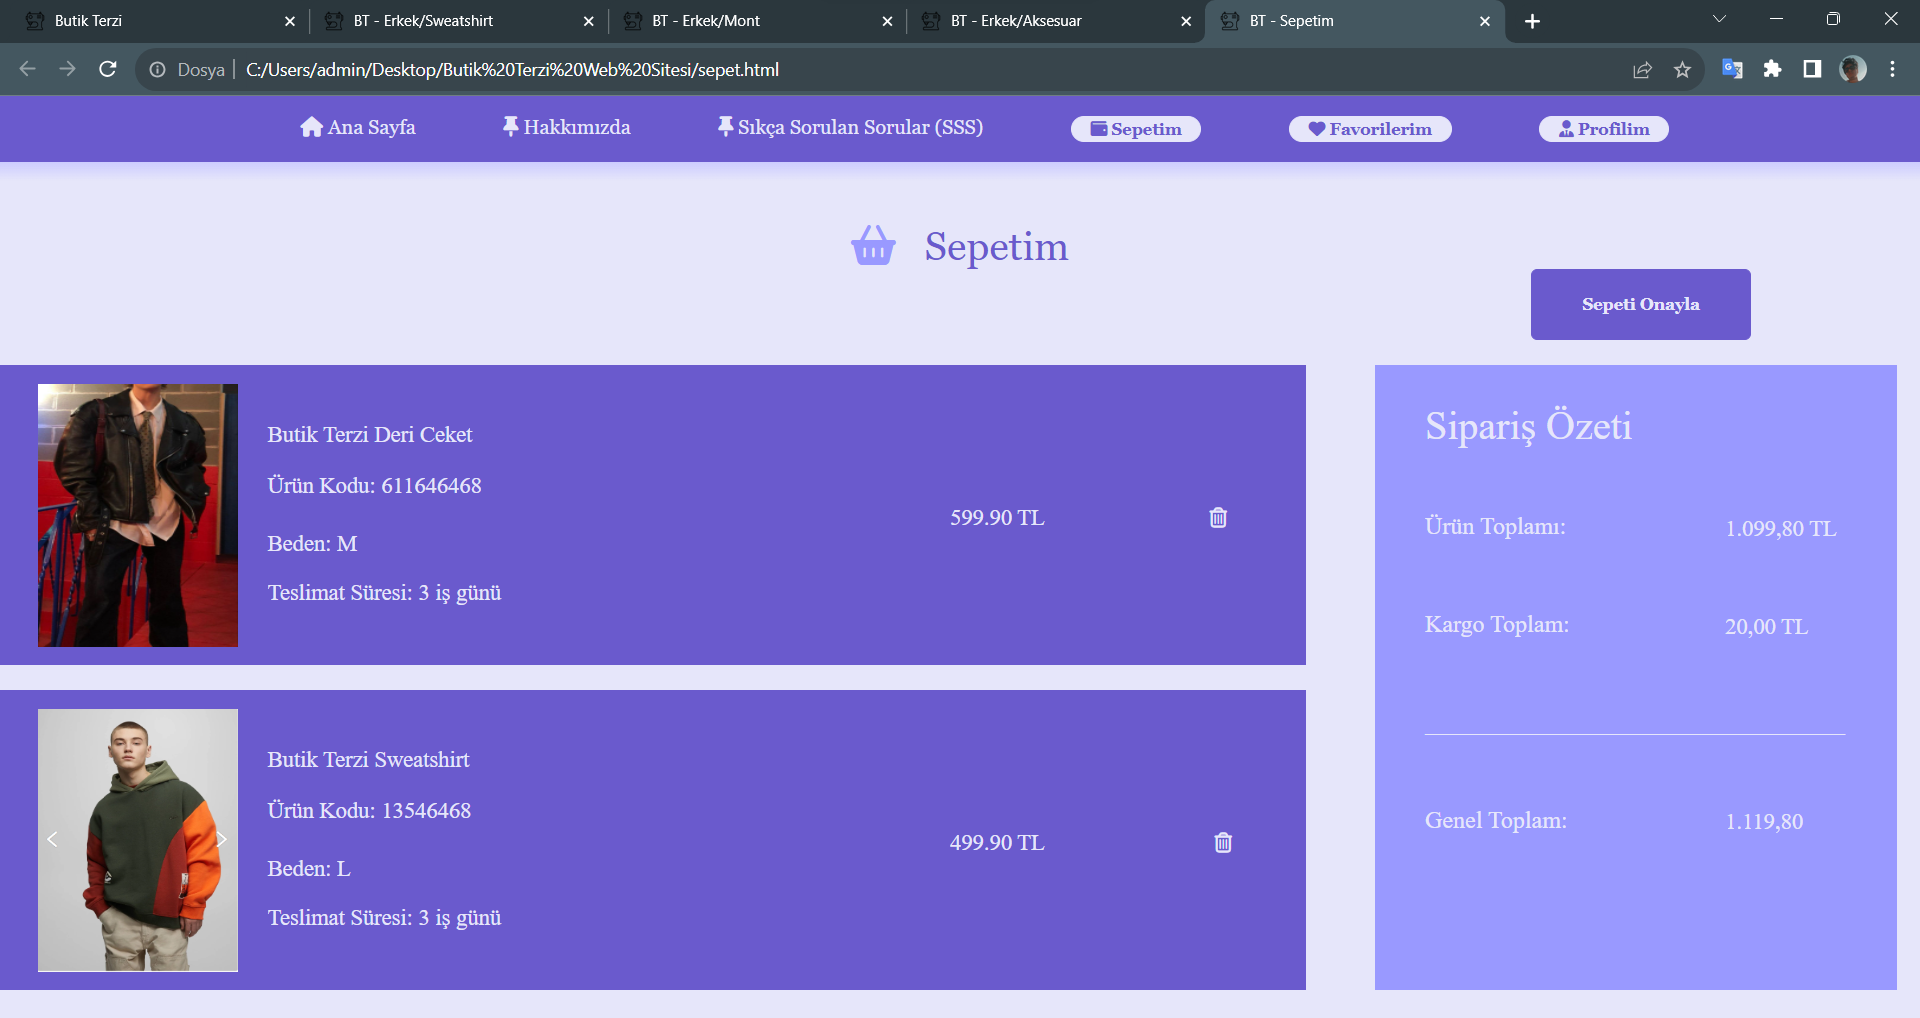 Butik Terzi
BT - Erkek/Sweatshirt
BT - Erkek/Mont
BT - Erkek/Aksesuar
BT - Sepetim
Dosya
C:/Users/admin/Desktop/Butik%20Terzi%20Web%20Sitesi/sepet.html
Ana Sayfa
Hakkımızda
Sıkça Sorulan Sorular (SSS)
Sepetim
Favorilerim
Profilim
Sepetim
Sepeti Onayla
Butik Terzi Deri Ceket
Ürün Kodu: 611646468
Beden: M
Teslimat Süresi: 3 iş günü
599.90 TL
Butik Terzi Sweatshirt
Ürün Kodu: 13546468
Beden: L
Teslimat Süresi: 3 iş günü
499.90 TL
Sipariş Özeti
Ürün Toplamı: 1.099,80 TL
Kargo Toplam: 20,00 TL
Genel Toplam: 1.119,80